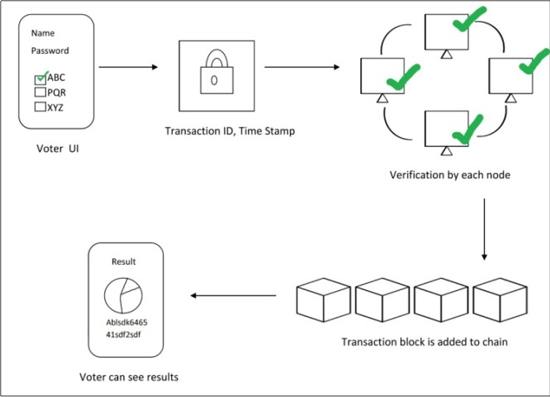 Name
Password
ABC
PQR
XYZ
Voter UI
0
Transaction ID, Time Stamp
Verification by each node
Transaction block is added to chain
Result
Ablsdk6465
41sdf2sdf
Voter can see results